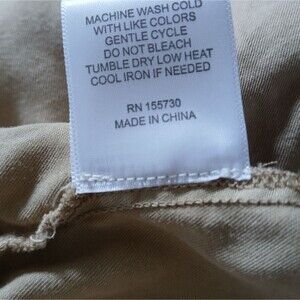 MACHINE WASH COLD
WITH LIKE COLORS
GENTLE CYCLE
DO NOT BLEACH
TUMBLE DRY LOW HEAT
COOL IRON IF NEEDED
RN 155730
MADE IN CHINA